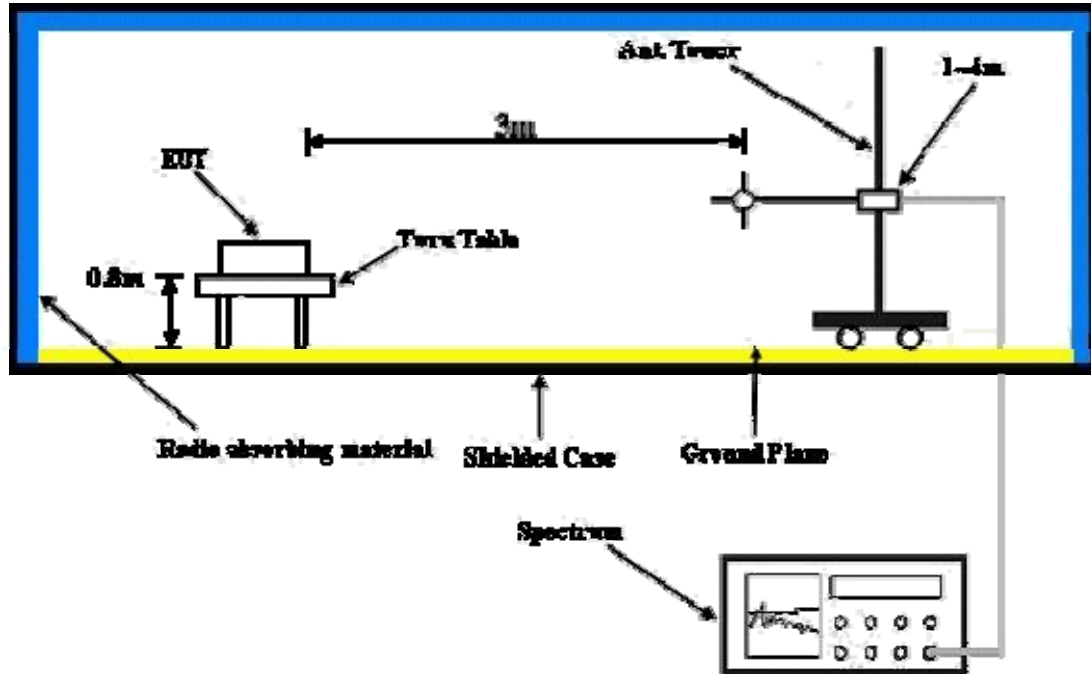 Ant. Tower
1-4m
3m
EUT
Turn Table
0.8m
Radio absorbing material
Shielded Case
Ground Plane
Spectrum